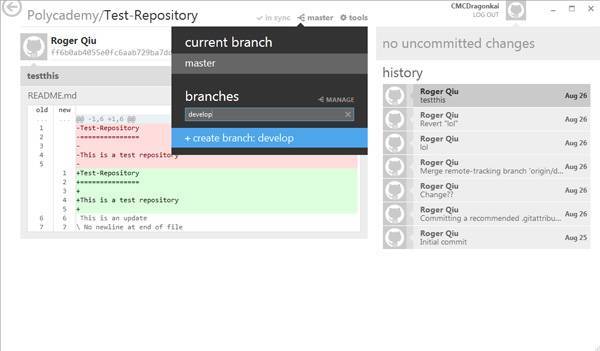 CMCDragonkai
LOG OUT
Polycademy/Test-Repository
in sync
master
tools
Roger Qiu
testthis
README.md
old new
... ... @@ -1,6 +1,6 @@
1 -Test-Repository
2 -===============
3 -
4 -This is a test repository
5 -
1 +Test-Repository
2 +===============
3 +
4 +This is a test repository
5 +
6 6 This is an update
7 7 \ No newline at end of file
current branch
master
branches
MANAGE
develop
+ create branch: develop
no uncommitted changes
history
Roger Qiu
testthis
Aug 26
Roger Qiu
Revert "lol"
Aug 26
Roger Qiu
lol
Aug 26
Roger Qiu
Merge remote-tracking branch 'origin/d...
Aug 26
Roger Qiu
Change??
Aug 26
Roger Qiu
Committing a recommended .gitattribu...
Aug 26
Roger Qiu
Initial commit
Aug 25